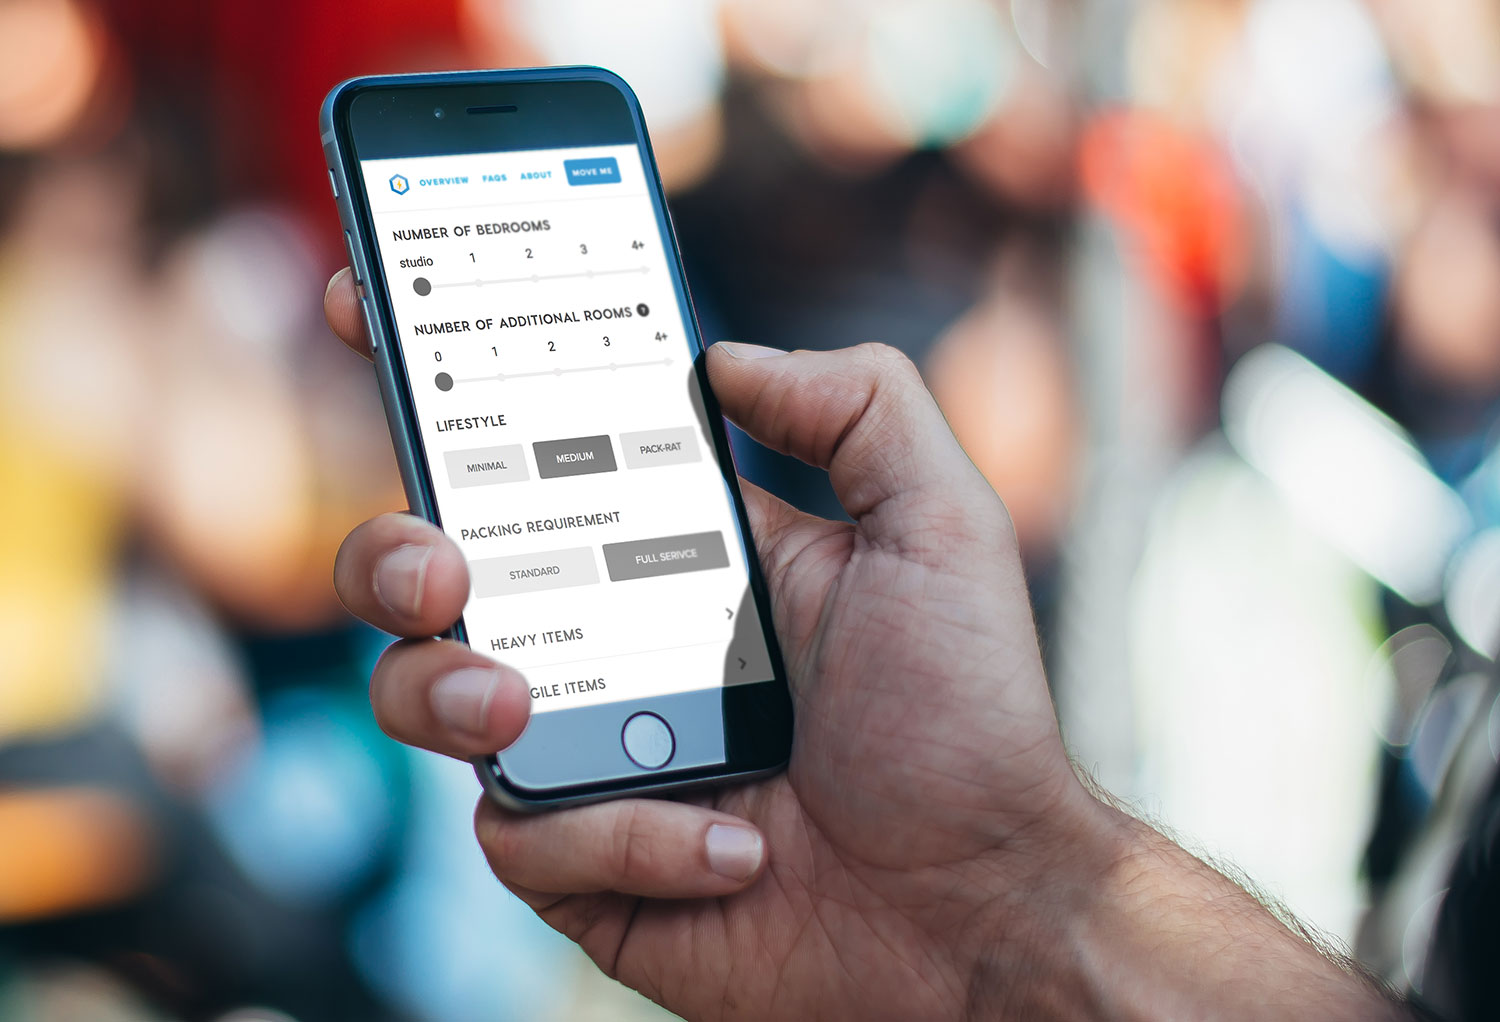 OVERVIEW FAQS ABOUT MOVE ME
NUMBER OF BEDROOMS
studio 1 2 3 4+
NUMBER OF ADDITIONAL ROOMS ?
0 1 2 3 4+
LIFESTYLE
MINIMAL MEDIUM PACK-RAT
PACKING REQUIREMENT
STANDARD FULL SERIVCE
HEAVY ITEMS
GILE ITEMS